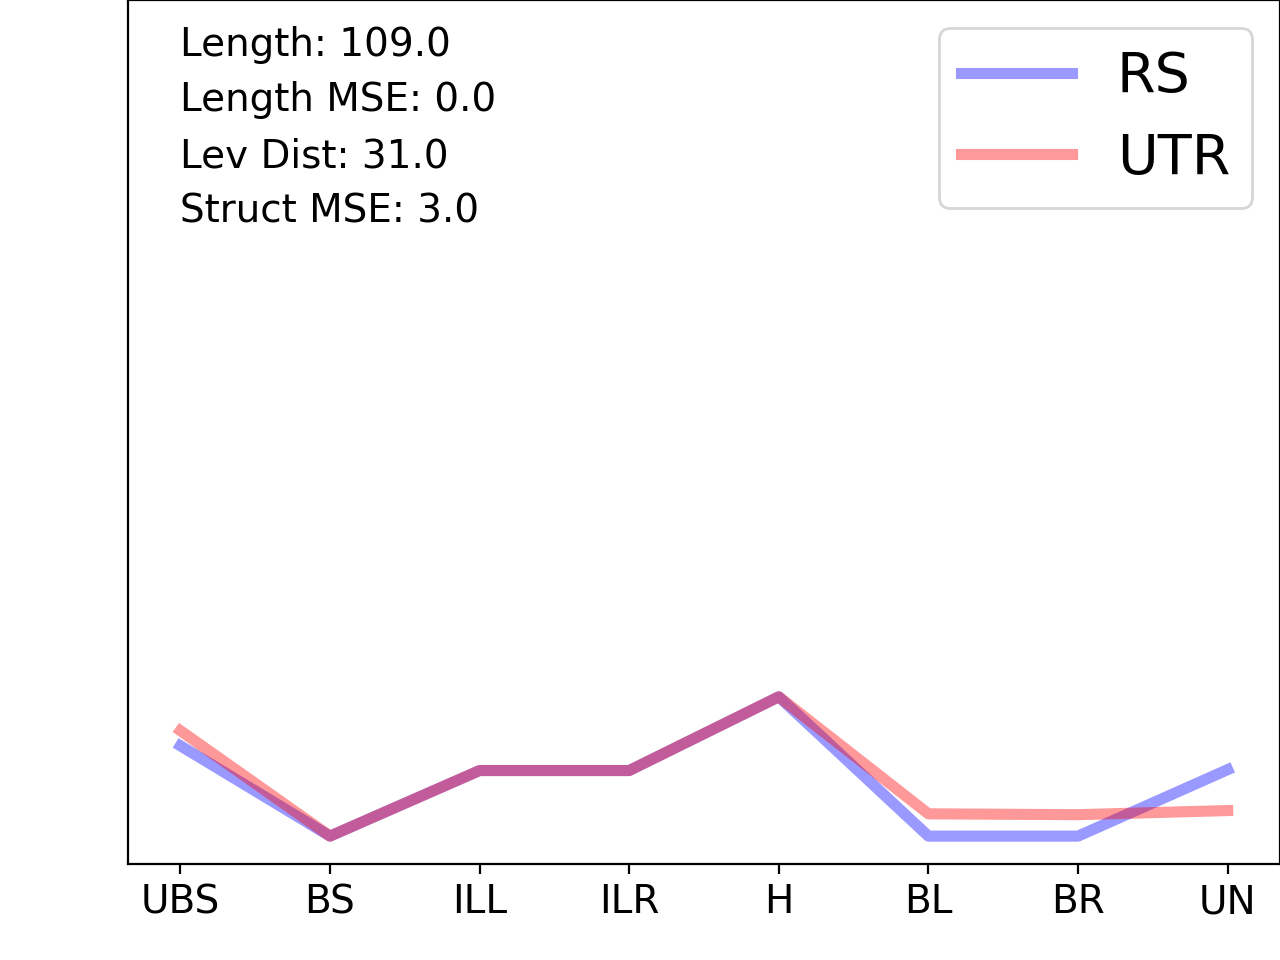 Length: 109.0
Length MSE: 0.0
Lev Dist: 31.0
Struct MSE: 3.0
RS
UTR
UBS BS ILL ILR H BL BR UN